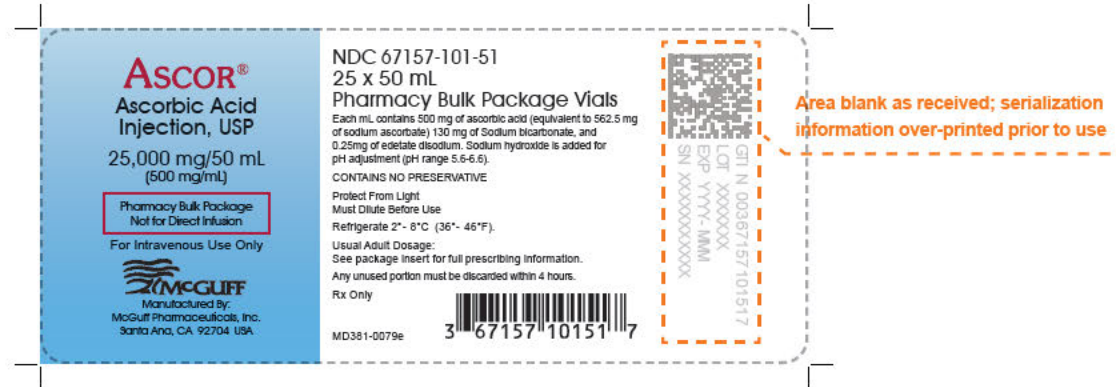 ASCOR®
Ascorbic Acid
Injection, USP
25,000 mg/50 mL
(500 mg/mL)
Pharmacy Bulk Package
Not for Direct Infusion
For Intravenous Use Only
MCGUFF
Manufactured By:
McGuff Pharmaceuticals, Inc.
Santa Ana, CA 92704 USA
NDC 67157-101-51
25 x 50 mL
Pharmacy Bulk Package Vials
Each mL contains 500 mg of ascorbic acid (equivalent to 562.5 mg
of sodium ascorbate) 130 mg of Sodium bicarbonate, and
0.25mg of edetate disodium. Sodium hydroxide is added for
pH adjustment (pH range 5.6-6.6).
CONTAINS NO PRESERVATIVE
Protect From Light
Must Dilute Before Use
Refrigerate 2°- 8°C (36°- 46°F).
Usual Adult Dosage:
See package insert for full prescribing information.
Any unused portion must be discarded within 4 hours.
Rx Only
MD381-0079e
3 67157 10151 7
GTI N 00367157101517
LOT XXXXXXX
EXP YYYY- MMM
SN XXXXXXXXXXX
Area blank as received; serialization
information over-printed prior to use